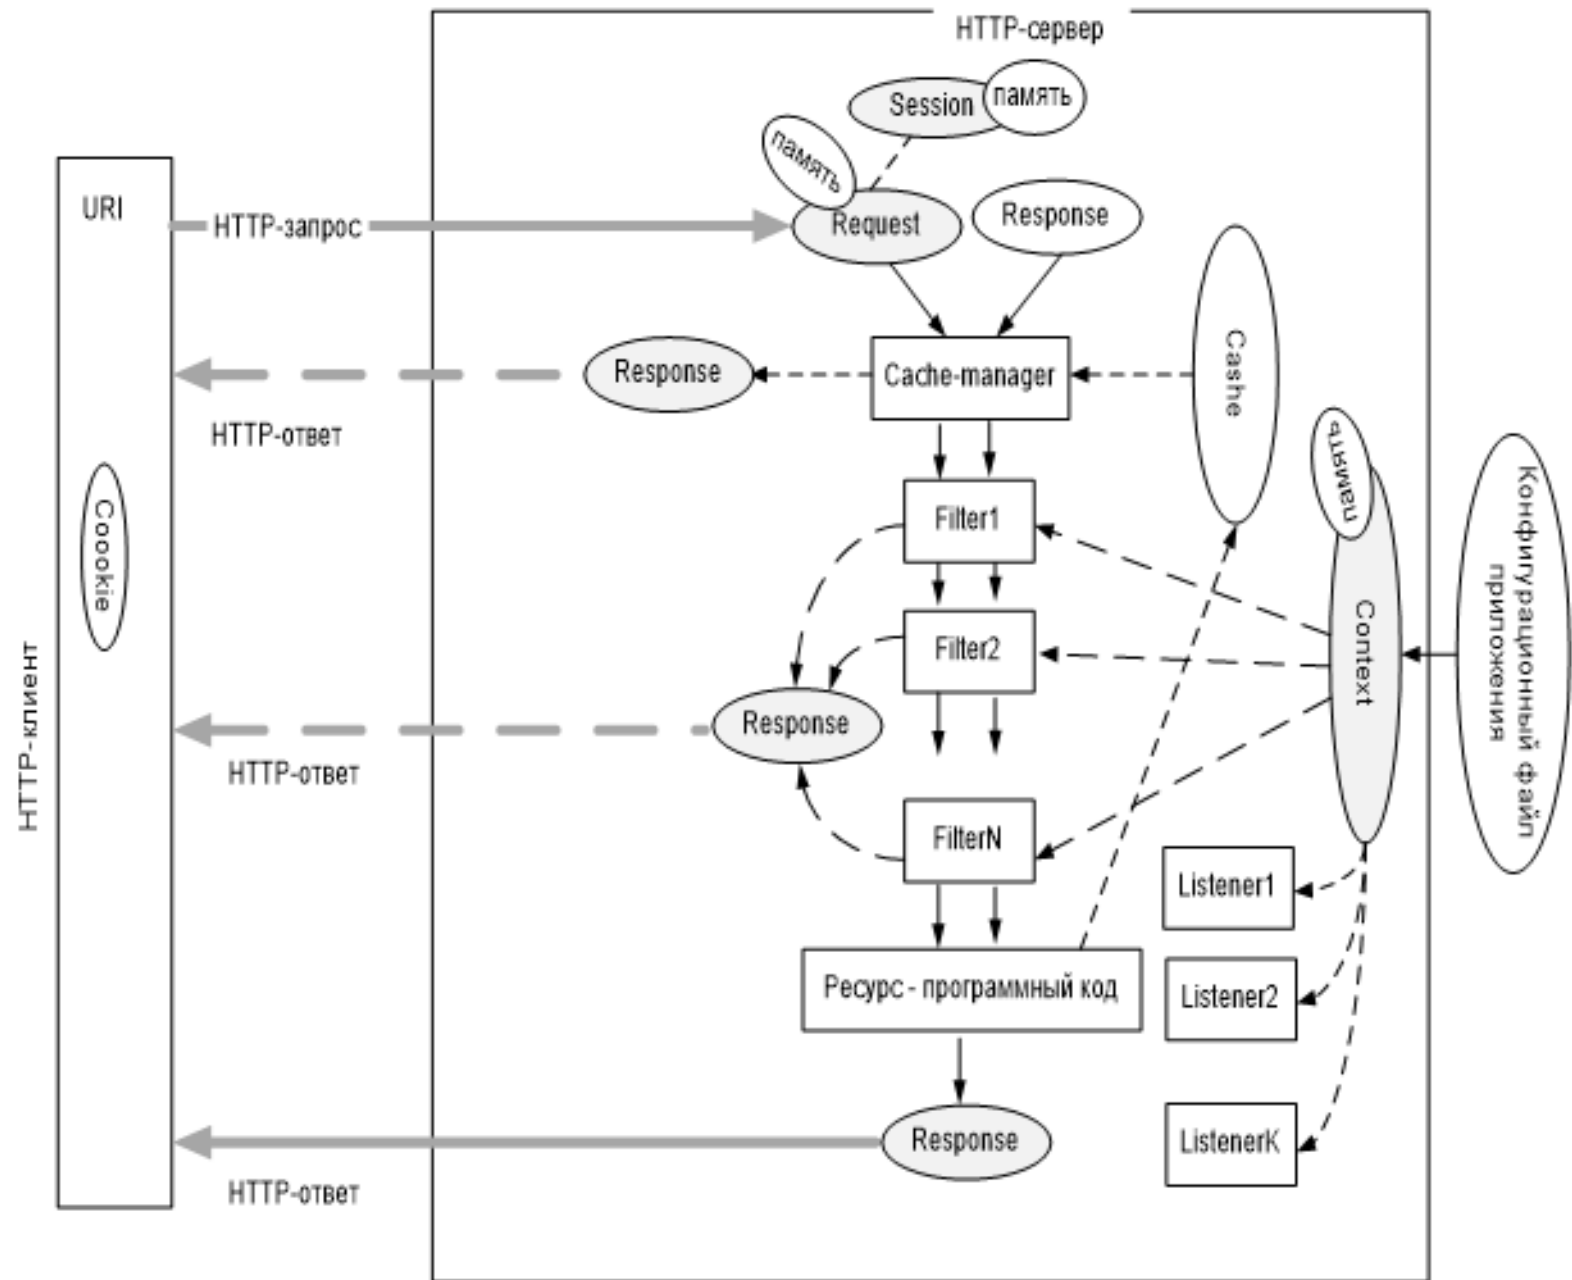 HTTP-сервер
Session
память
память
URI
HTTP-запрос
Request
Response
Cashe
Response
Cache-manager
HTTP-ответ
память
Coookie
Filter1
Конфигурационный файл
приложения
Context
Filter2
HTTP-клиент
Response
HTTP-ответ
FilterN
Listener1
Ресурс - программный код
Listener2
Response
ListenerK
HTTP-ответ